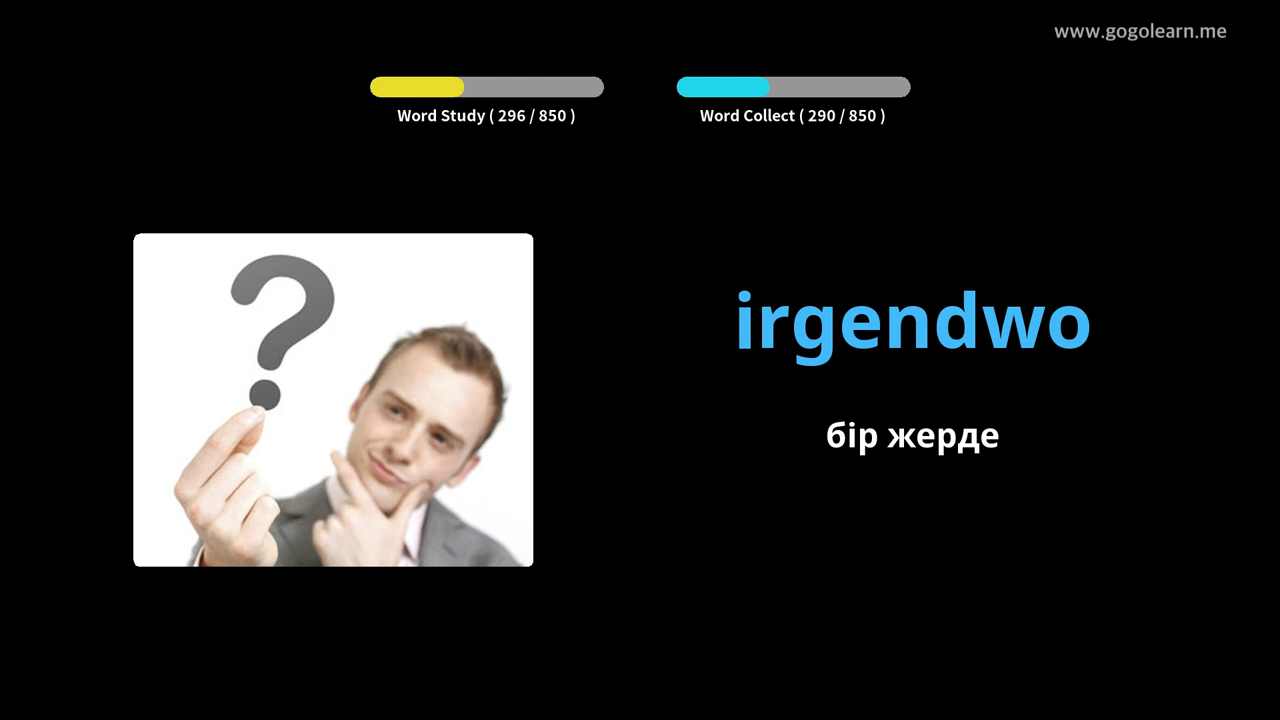 www.gogolearn.me
Word Study ( 296 / 850 )
Word Collect ( 290 / 850 )
irgendwo
бір жерде